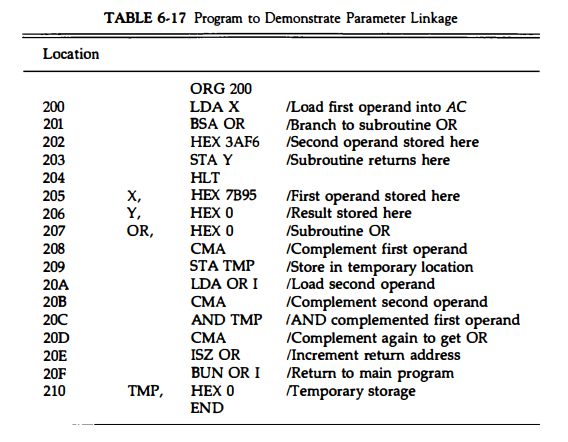 TABLE 6-17 Program to Demonstrate Parameter Linkage
Location
ORG 200
200 LDA X /Load first operand into AC
201 BSA OR /Branch to subroutine OR
202 HEX 3AF6 /Second operand stored here
203 STA Y /Subroutine returns here
204 HLT
205 X, HEX 7B95 /First operand stored here
206 Y, HEX 0 /Result stored here
207 OR, HEX 0 /Subroutine OR
208 CMA /Complement first operand
209 STA TMP /Store in temporary location
20A LDA OR I /Load second operand
20B CMA /Complement second operand
20C AND TMP /AND complemented first operand
20D CMA /Complement again to get OR
20E ISZ OR /Increment return address
20F BUN OR I /Return to main program
210 TMP, HEX 0 /Temporary storage
END